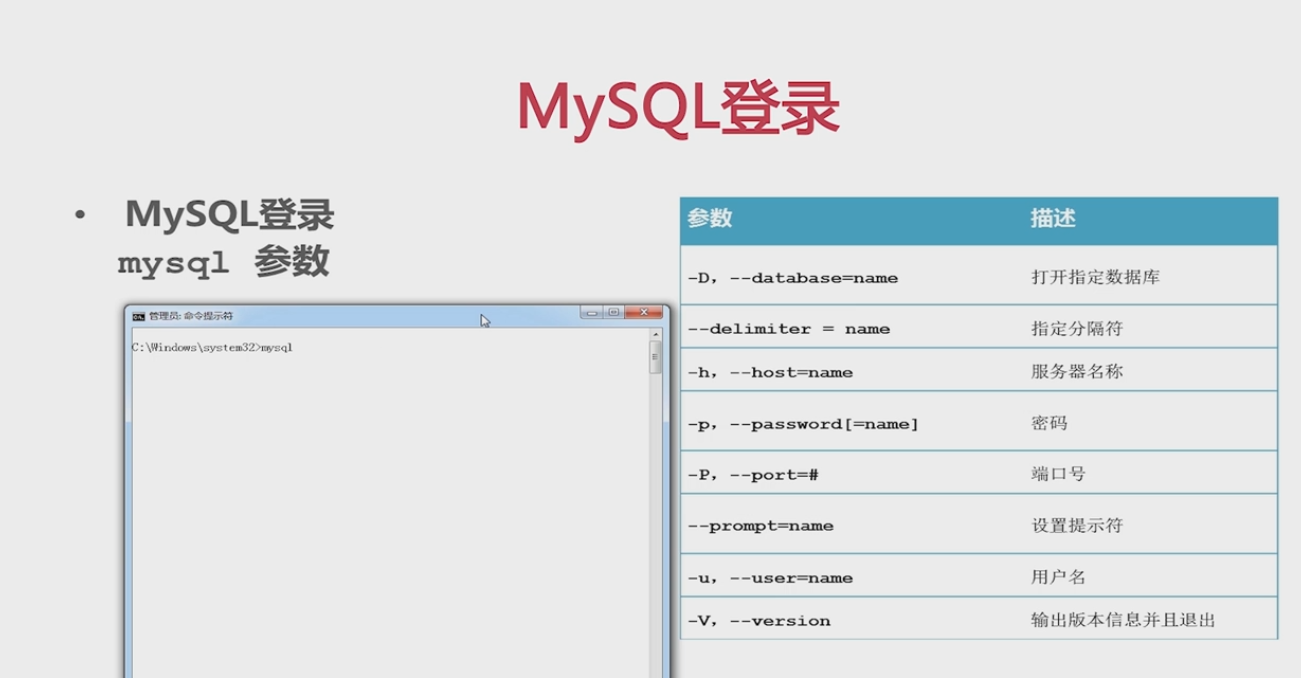 MySQL登录
• MySQL登录
mysql 参数
管理员: 命令提示符
C:\Windows\system32>mysql
参数 描述
-D, --database=name 打开指定数据库
--delimiter = name 指定分隔符
-h, --host=name 服务器名称
-p, --password[=name] 密码
-P, --port=# 端口号
--prompt=name 设置提示符
-u, --user=name 用户名
-V, --version 输出版本信息并且退出